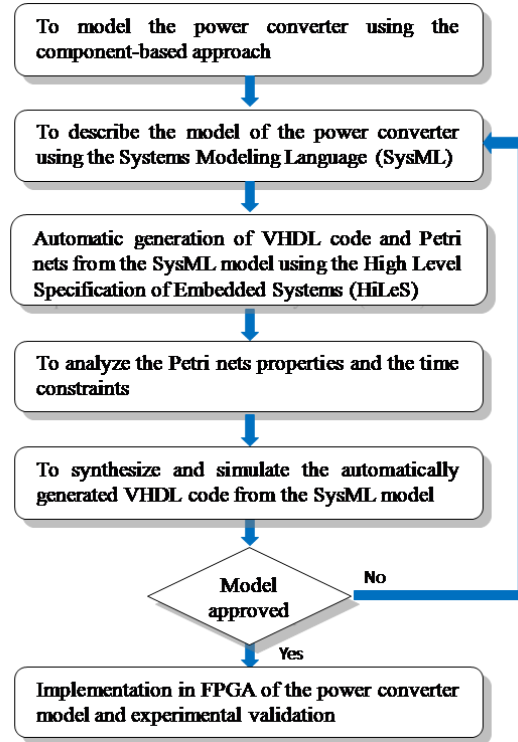 To model the power converter using the
component-based approach
To describe the model of the power converter
using the Systems Modeling Language (SysML)
Automatic generation of VHDL code and Petri
nets from the SysML model using the High Level
Specification of Embedded Systems (HiLeS)
To analyze the Petri nets properties and the time
constraints
To synthesize and simulate the automatically
generated VHDL code from the SysML model
Model
approved
No
Yes
Implementation in FPGA of the power converter
model and experimental validation